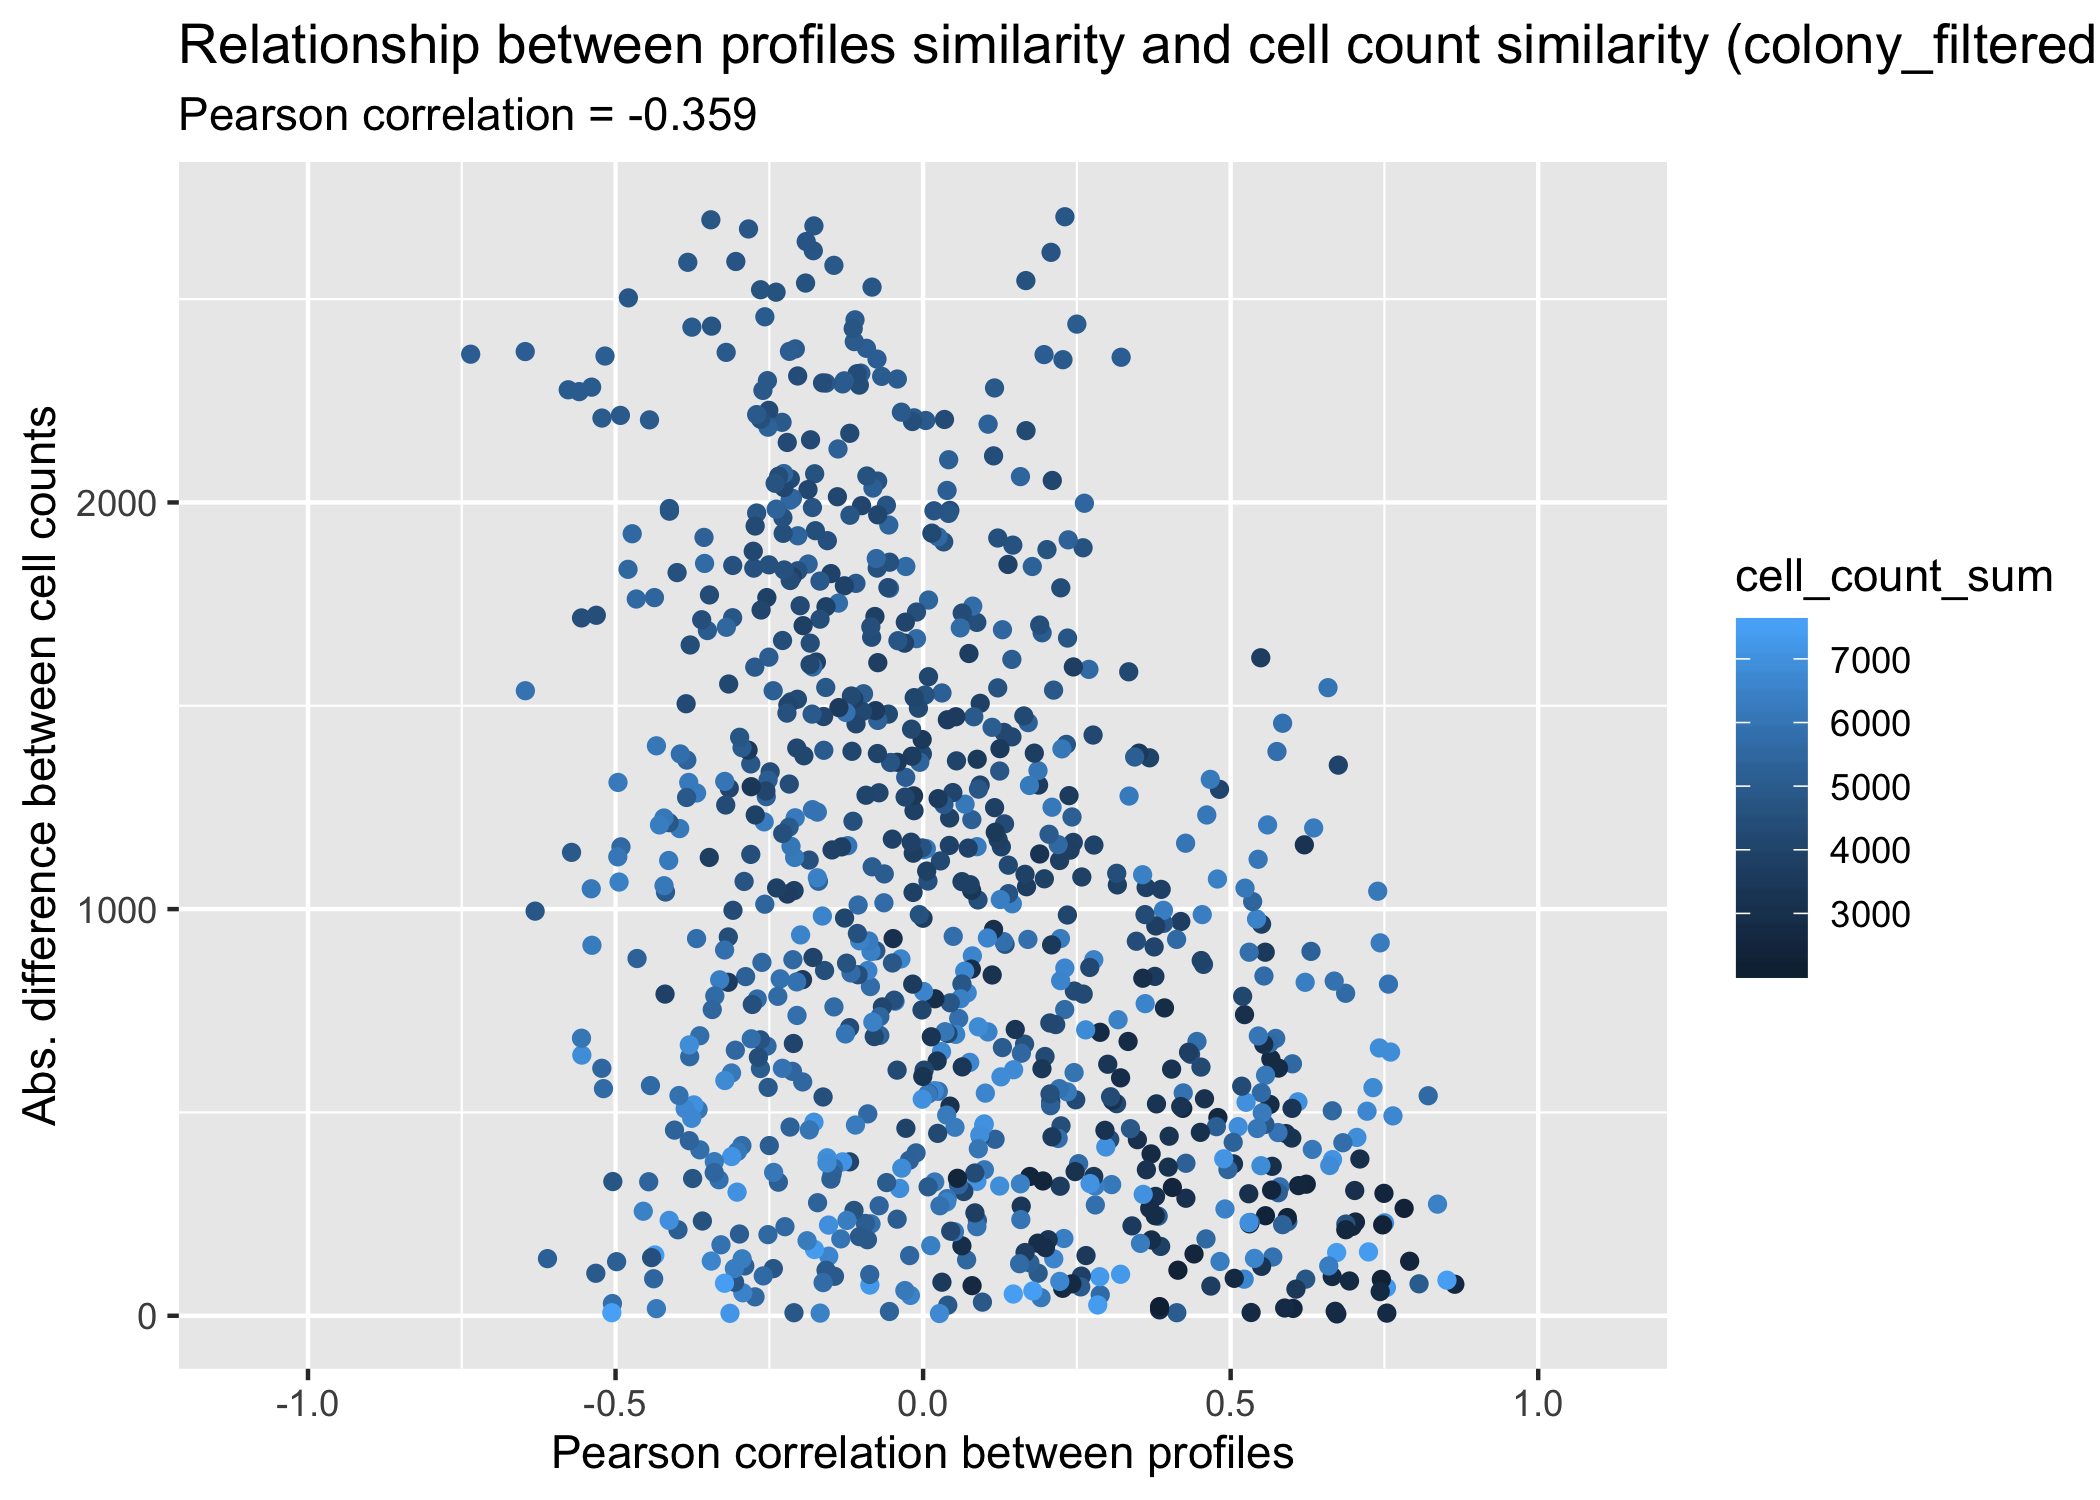 Relationship between profiles similarity and cell count similarity (colony_filtered
Pearson correlation = -0.359
Abs. difference between cell counts
2000
1000
0
-1.0 -0.5 0.0 0.5 1.0
Pearson correlation between profiles
cell_count_sum
7000
6000
5000
4000
3000